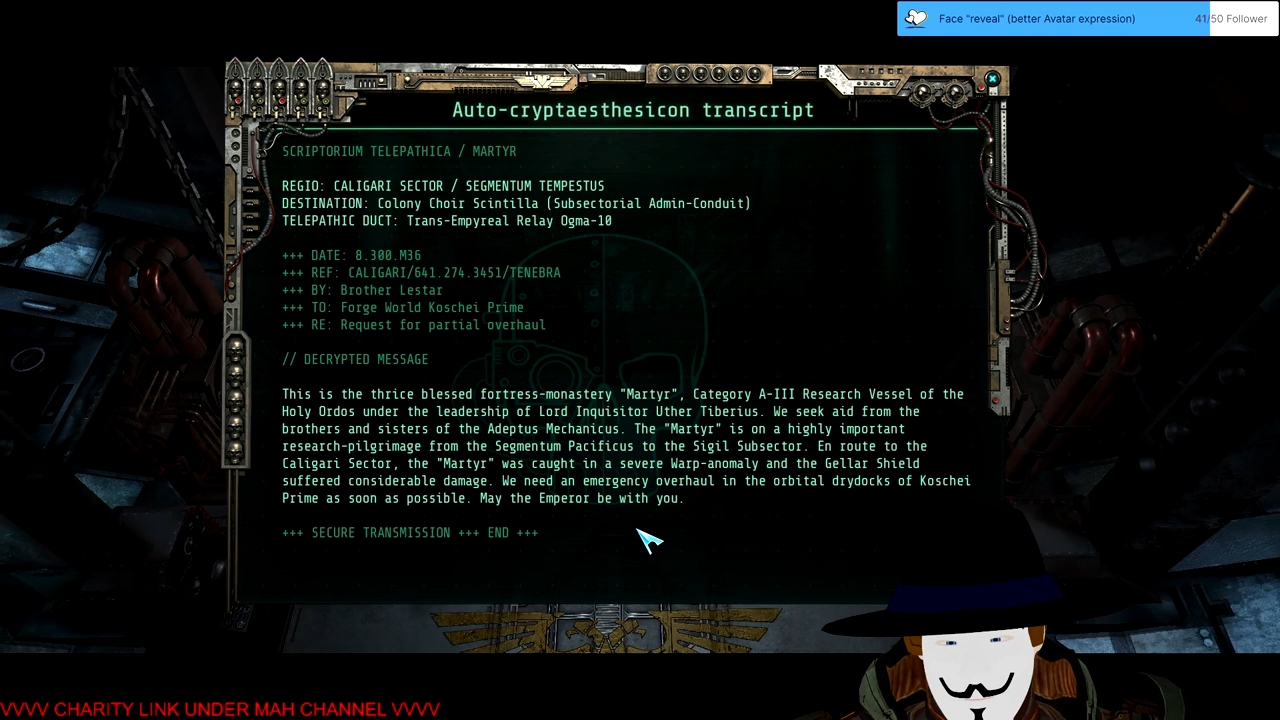 Face "reveal" (better Avatar expression) 41/50 Follower
Auto-cryptaesthesicon transcript
SCRIPTORIUM TELEPATHICA / MARTYR
REGIO: CALIGARI SECTOR / SEGMENTUM TEMPESTUS
DESTINATION: Colony Choir Scintilla (Subsectorial Admin-Conduit)
TELEPATHIC DUCT: Trans-Empyreal Relay Ogma-10
+++ DATE: 8.300.M36
+++ REF: CALIGARI/641.274.3451/TENEBRA
+++ BY: Brother Lestar
+++ TO: Forge World Koschei Prime
+++ RE: Request for partial overhaul
// DECRYPTED MESSAGE
This is the thrice blessed fortress-monastery "Martyr", Category A-III Research Vessel of the
Holy Ordos under the leadership of Lord Inquisitor Uther Tiberius. We seek aid from the
brothers and sisters of the Adeptus Mechanicus. The "Martyr" is on a highly important
research-pilgrimage from the Segmentum Pacificus to the Sigil Subsector. En route to the
Caligari Sector, the "Martyr" was caught in a severe Warp-anomaly and the Gellar Shield
suffered considerable damage. We need an emergency overhaul in the orbital drydocks of Koschei
Prime as soon as possible. May the Emperor be with you.
+++ SECURE TRANSMISSION +++ END +++
VVVV CHARITY LINK UNDER MAH CHANNEL VVVV